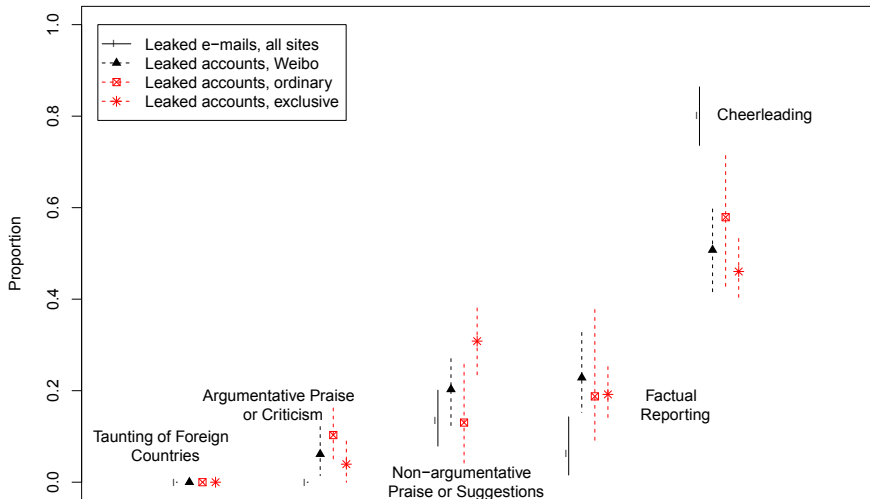 1.0
0.8
0.6
0.4
0.2
0.0
Proportion
Leaked e−mails, all sites
Leaked accounts, Weibo
Leaked accounts, ordinary
Leaked accounts, exclusive
Cheerleading
Argumentative Praise
or Criticism
Factual
Reporting
Taunting of Foreign
Countries
Non−argumentative
Praise or Suggestions